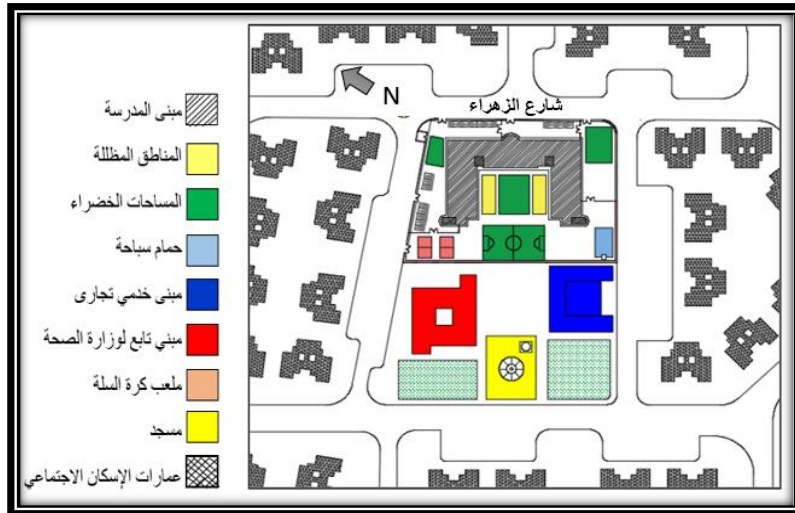 N
شارع الزهراء
مبنى المدرسة
المناطق المظللة
المساحات الخضراء
حمام سباحة
مبنى خدمي تجارى
مبني تابع لوزارة الصحة
ملعب كرة السلة
مسجد
عمارات الإسكان الاجتماعي